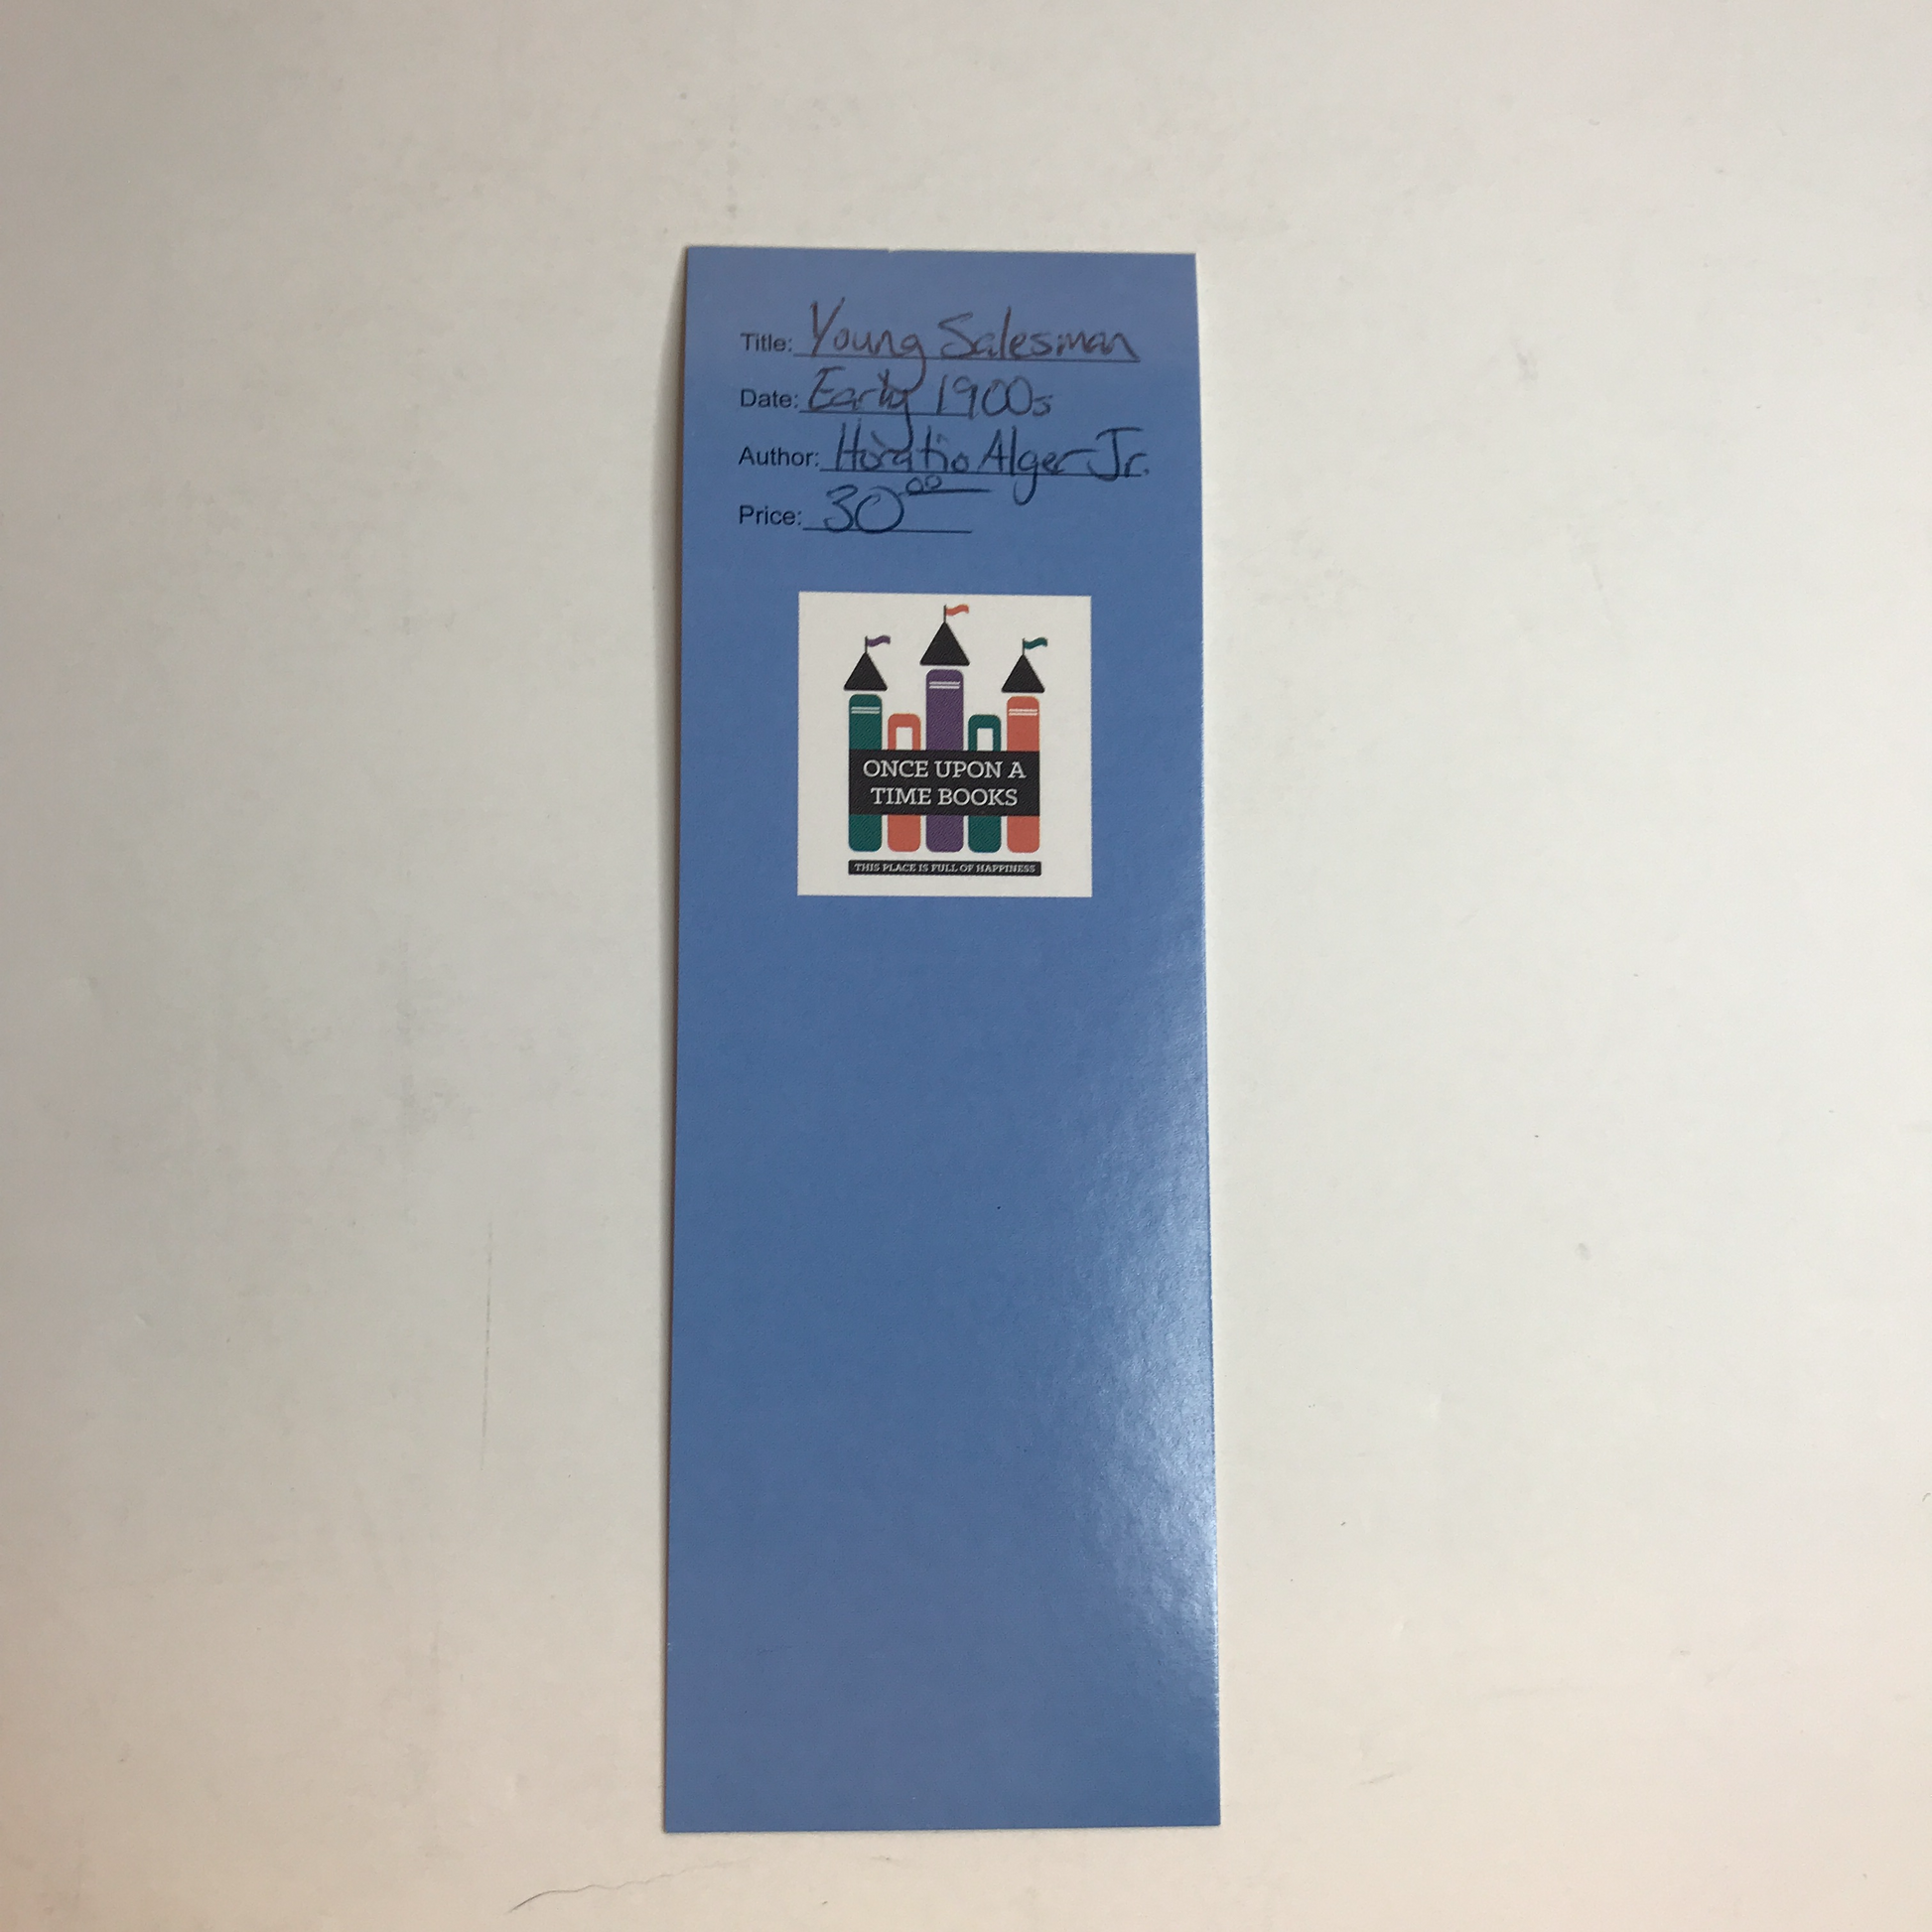 Title: Young Salesman
Date: Early 1900s
Author: Horatio Alger Jr.
Price: 30 00
ONCE UPON A
TIME BOOKS
THIS PLACE IS FULL OF HAPPINESS